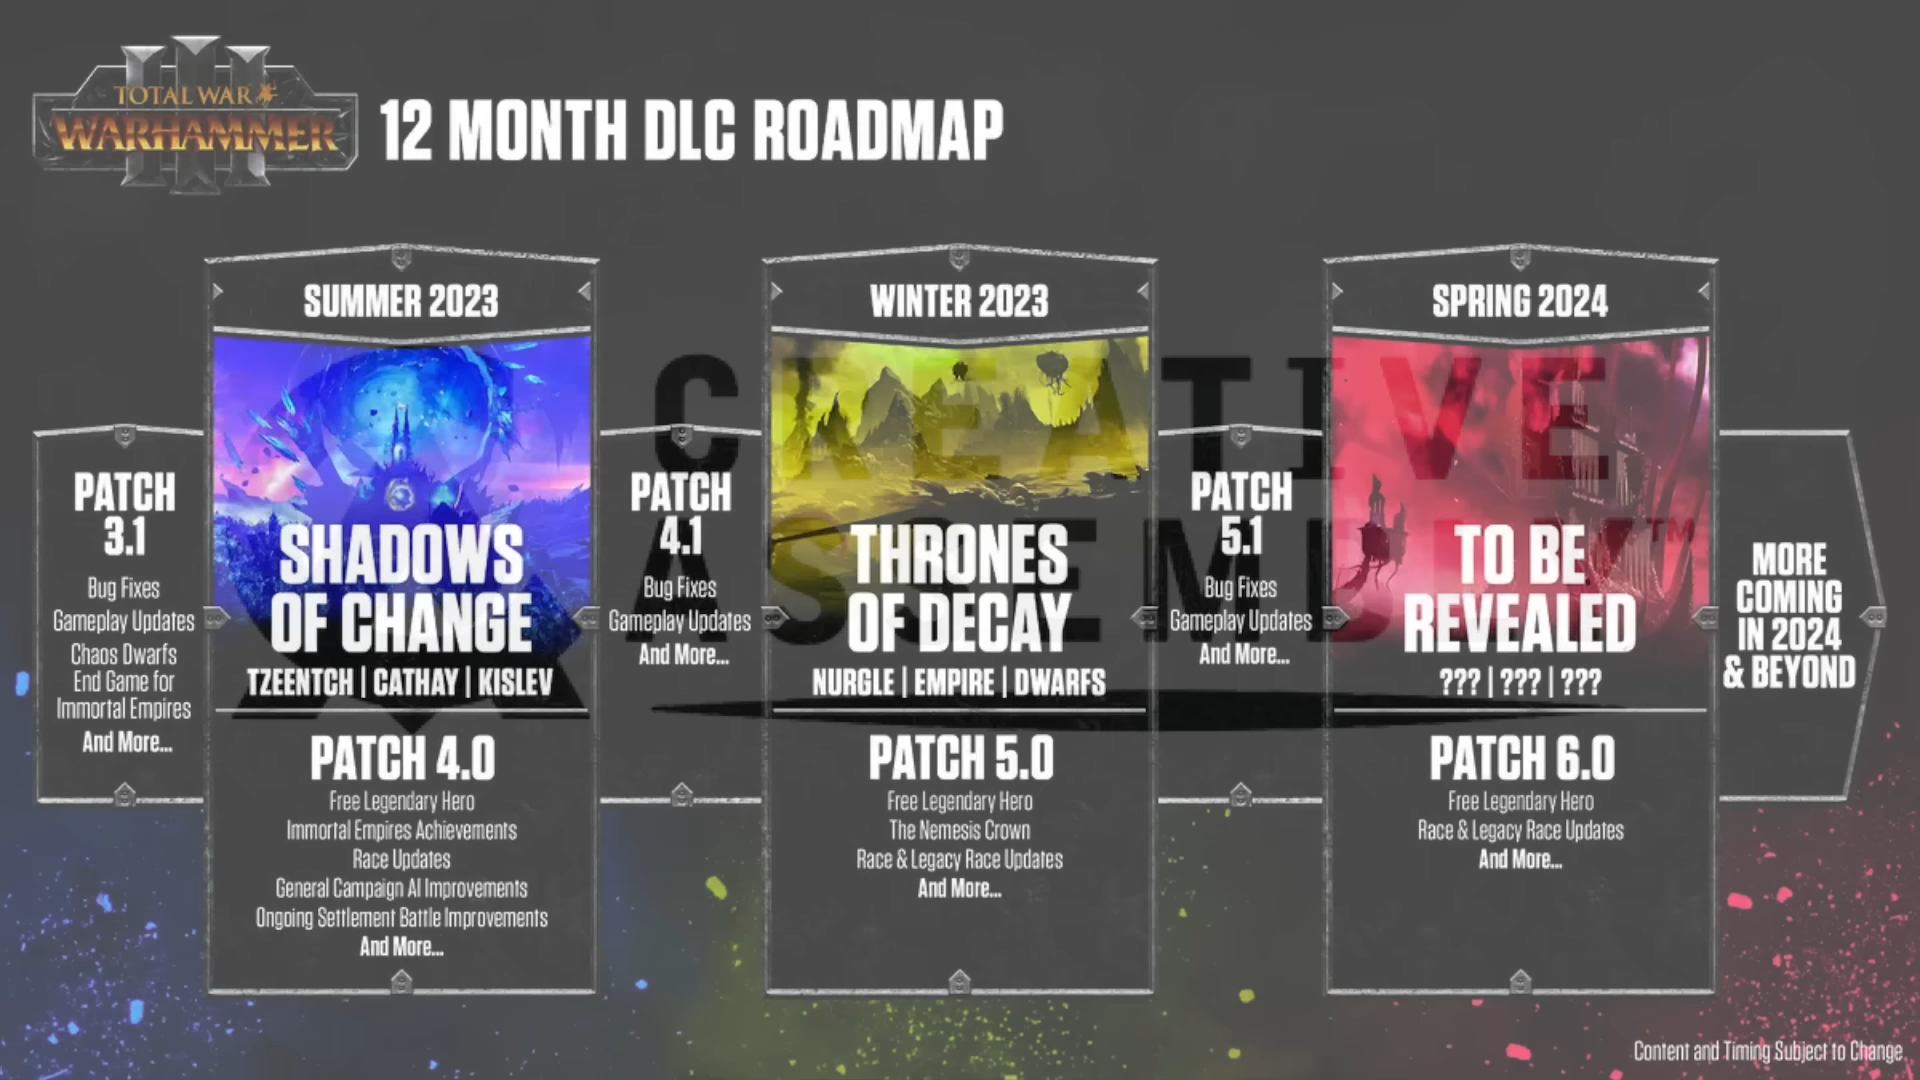 TOTAL WAR
WARHAMMER
III
12 MONTH DLC ROADMAP
PATCH
3.1
Bug Fixes
Gameplay Updates
Chaos Dwarfs
End Game for
Immortal Empires
And More...
SUMMER 2023
SHADOWS
OF CHANGE
TZEENTCH | CATHAY | KISLEV
PATCH 4.0
Free Legendary Hero
Immortal Empires Achievements
Race Updates
General Campaign AI Improvements
Ongoing Settlement Battle Improvements
And More...
PATCH
4.1
Bug Fixes
Gameplay Updates
And More...
WINTER 2023
THRONES
OF DECAY
NURGLE | EMPIRE | DWARFS
PATCH 5.0
Free Legendary Hero
The Nemesis Crown
Race & Legacy Race Updates
And More...
PATCH
5.1
Bug Fixes
Gameplay Updates
And More...
SPRING 2024
TO BE
REVEALED
??? | ??? | ???
PATCH 6.0
Free Legendary Hero
Race & Legacy Race Updates
And More...
MORE
COMING
IN 2024
& BEYOND
CREATIVE
ASSEMBLY™
Content and Timing Subject to Change